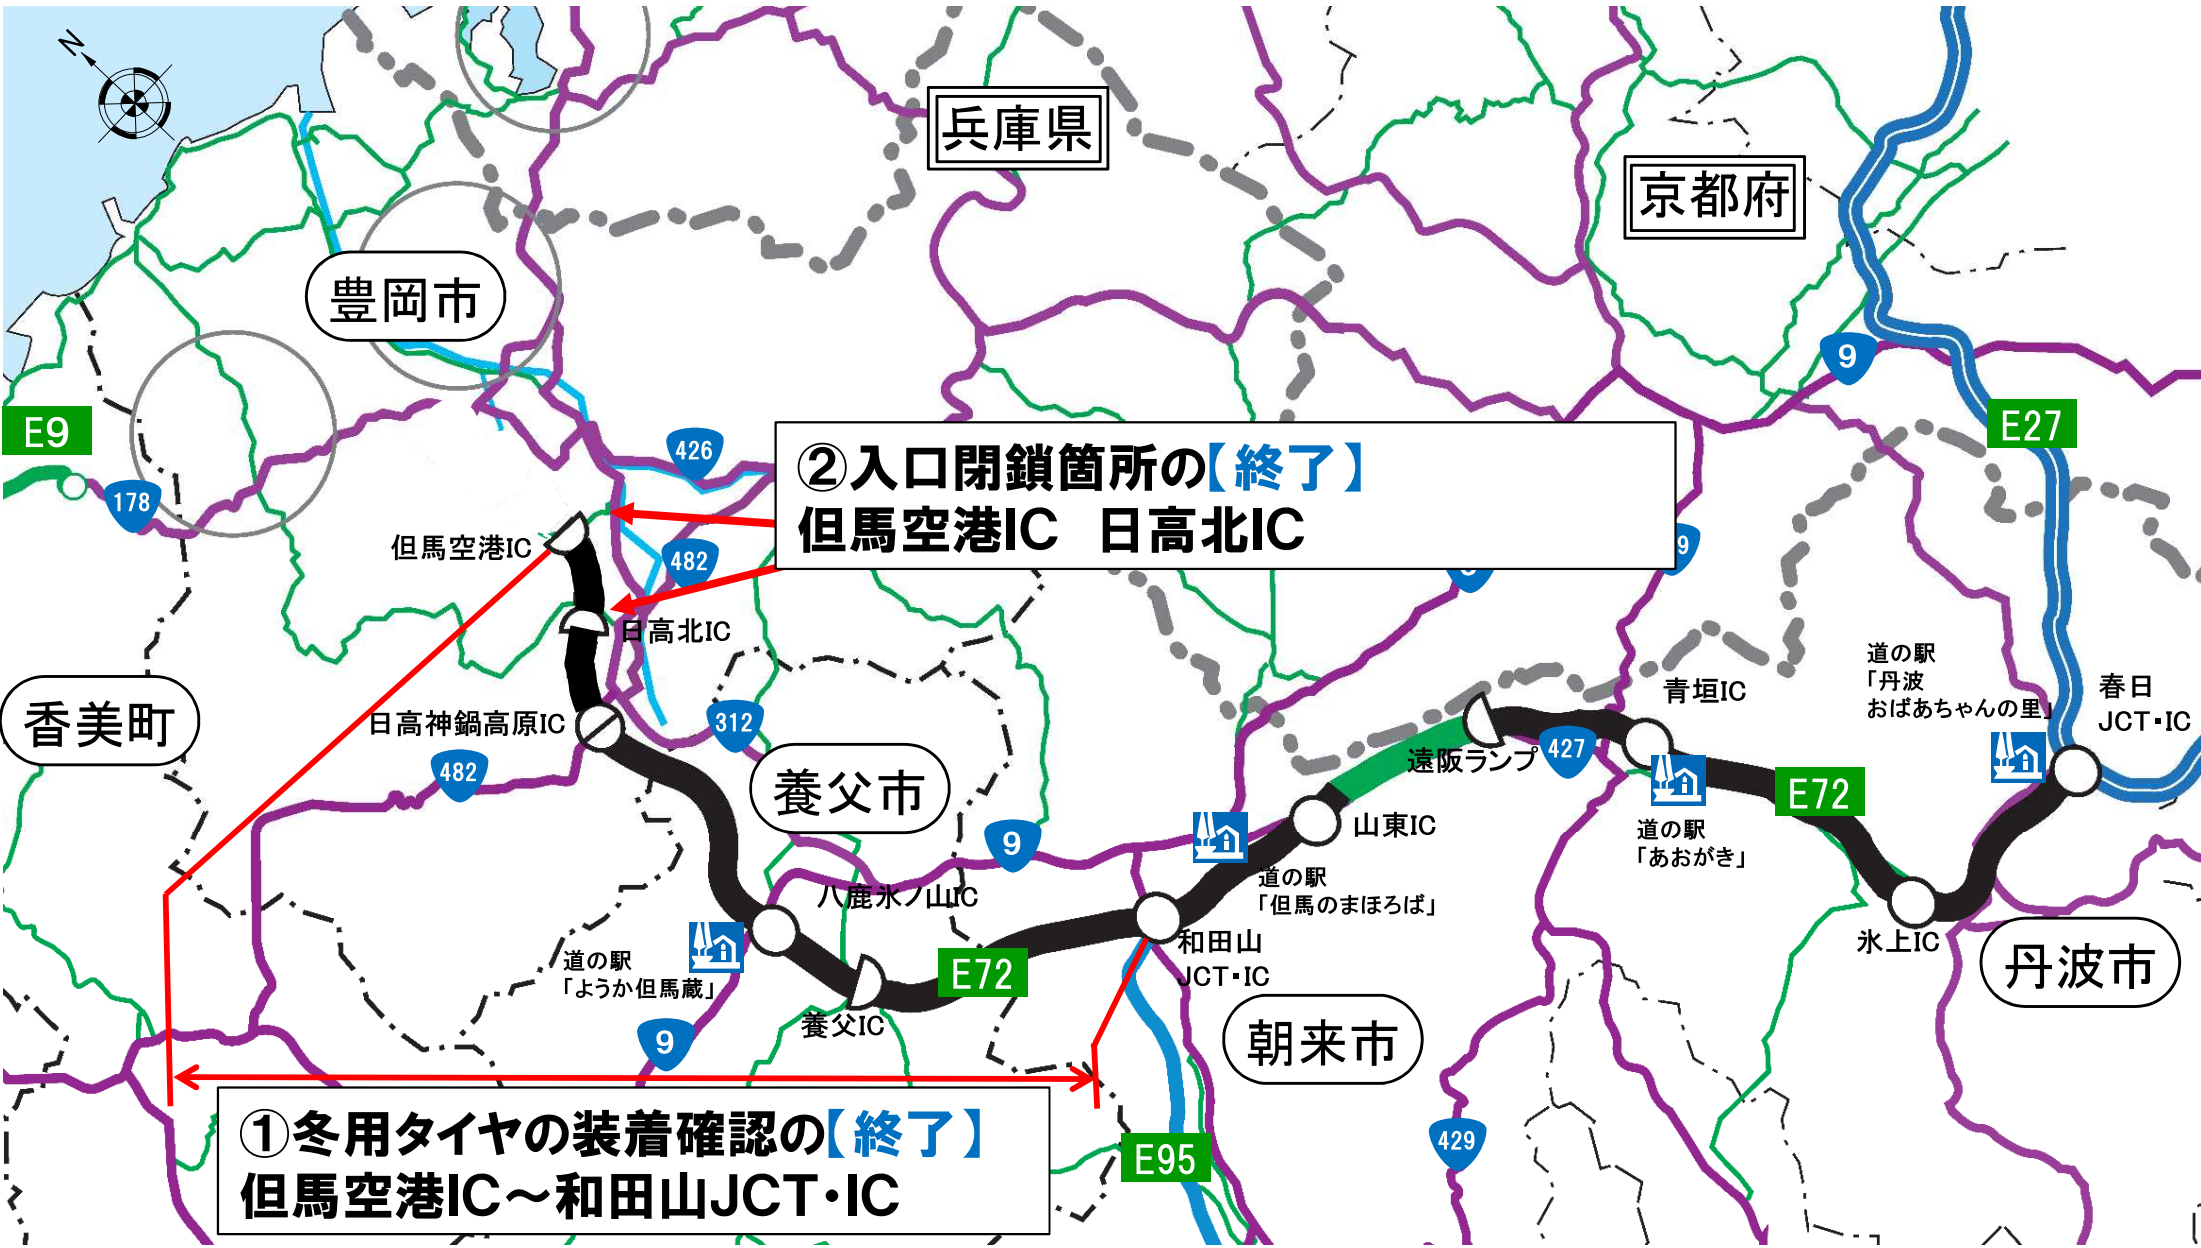 N
兵庫県
京都府
豊岡市
9
E9
E27
426
178
②入口閉鎖箇所の【終了】
但馬空港IC　日高北IC
但馬空港IC
482
9
日高北IC
道の駅
「丹波
おばあちゃんの里」
春日
JCT・IC
青垣IC
香美町
日高神鍋高原IC
312
482
養父市
遠阪ランプ
427
E72
山東IC
道の駅
「あおがき」
9
八鹿氷ノ山IC
道の駅
「但馬のまほろば」
和田山
JCT・IC
氷上IC
丹波市
道の駅
「ようか但馬蔵」
E72
養父IC
9
朝来市
①冬用タイヤの装着確認の【終了】
但馬空港IC～和田山JCT・IC
E95
429